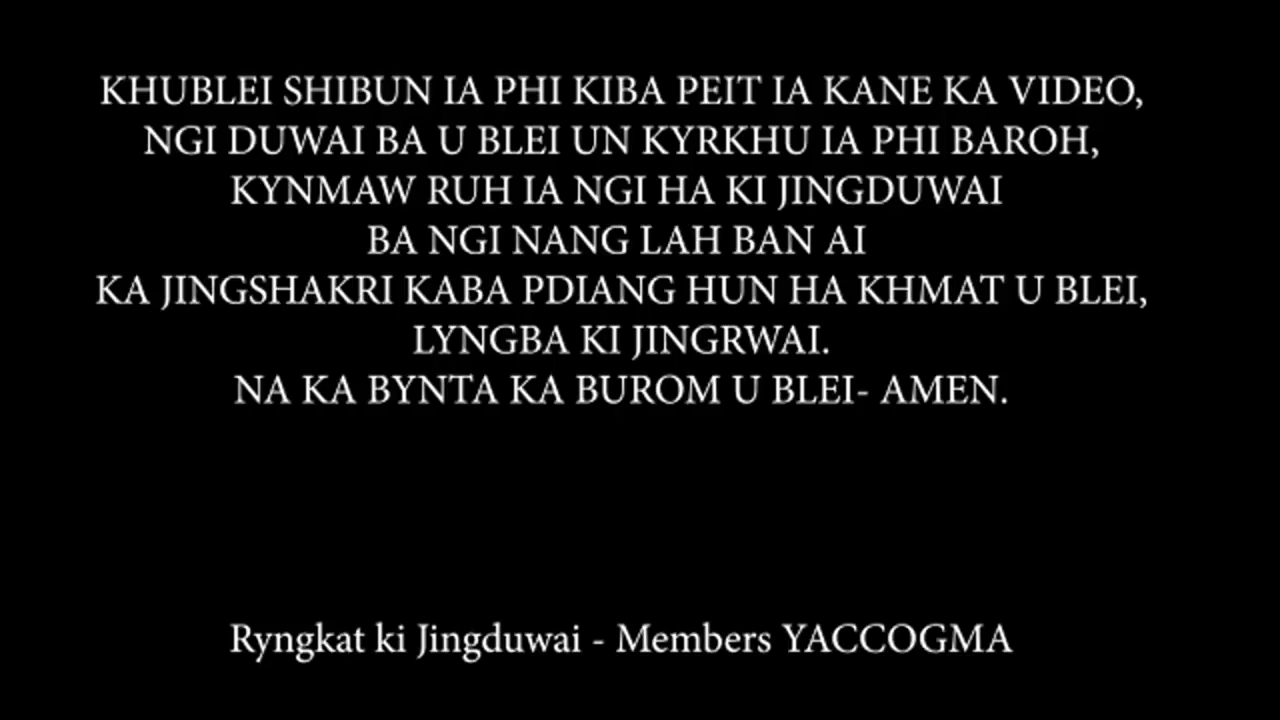 KHUBLEI SHIBUN IA PHI KIBA PEIT IA KANE KA VIDEO,
NGI DUWAI BA U BLEI UN KYRKHU IA PHI BAROH,
KYNMAW RUH IA NGI HA KI JINGDUWAI
BA NGI NANG LAH BAN AI
KA JINGSHAKRI KABA PDIANG HUN HA KHMAT U BLEI,
LYNGBA KI JINGRWAI.
NA KA BYNTA KA BUROM U BLEI- AMEN.
Ryngkat ki Jingduwai - Members YACCOGMA